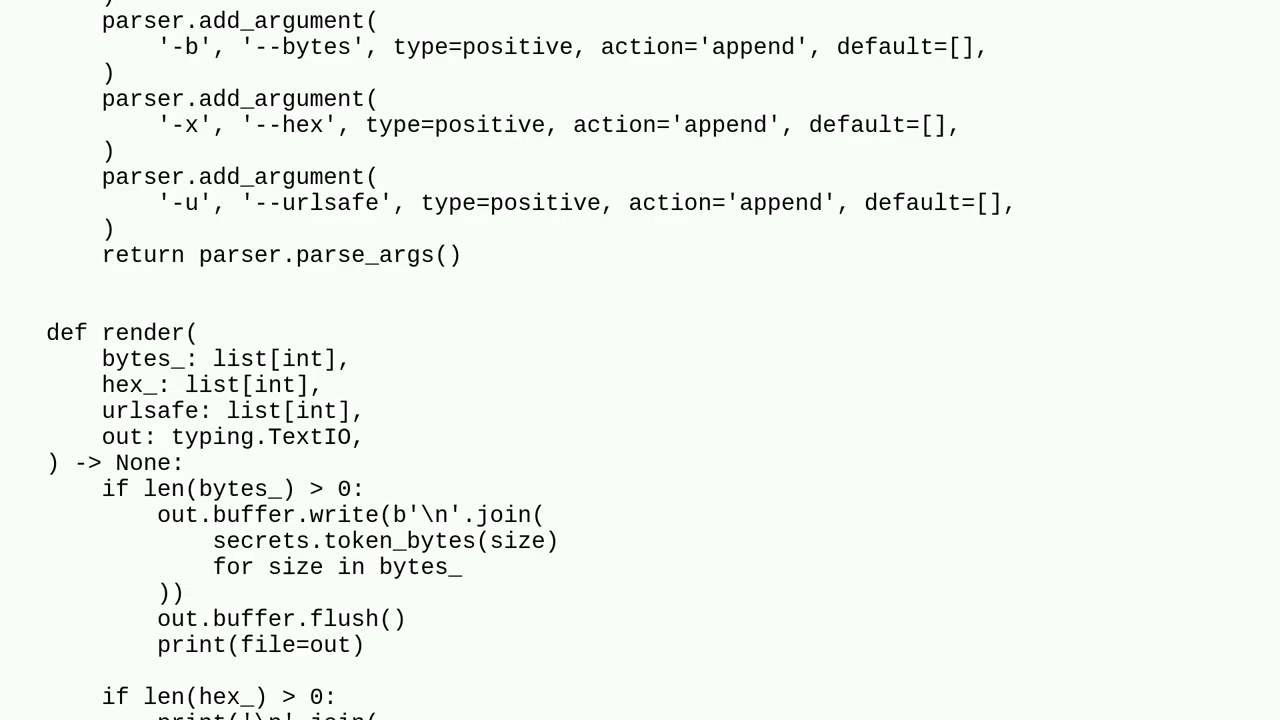 )
    parser.add_argument(
        '-b', '--bytes', type=positive, action='append', default=[],
    )
    parser.add_argument(
        '-x', '--hex', type=positive, action='append', default=[],
    )
    parser.add_argument(
        '-u', '--urlsafe', type=positive, action='append', default=[],
    )
    return parser.parse_args()


def render(
    bytes_: list[int],
    hex_: list[int],
    urlsafe: list[int],
    out: typing.TextIO,
) -> None:
    if len(bytes_) > 0:
        out.buffer.write(b'\n'.join(
            secrets.token_bytes(size)
            for size in bytes_
        ))
        out.buffer.flush()
        print(file=out)

    if len(hex_) > 0:
        print('\n'.join(